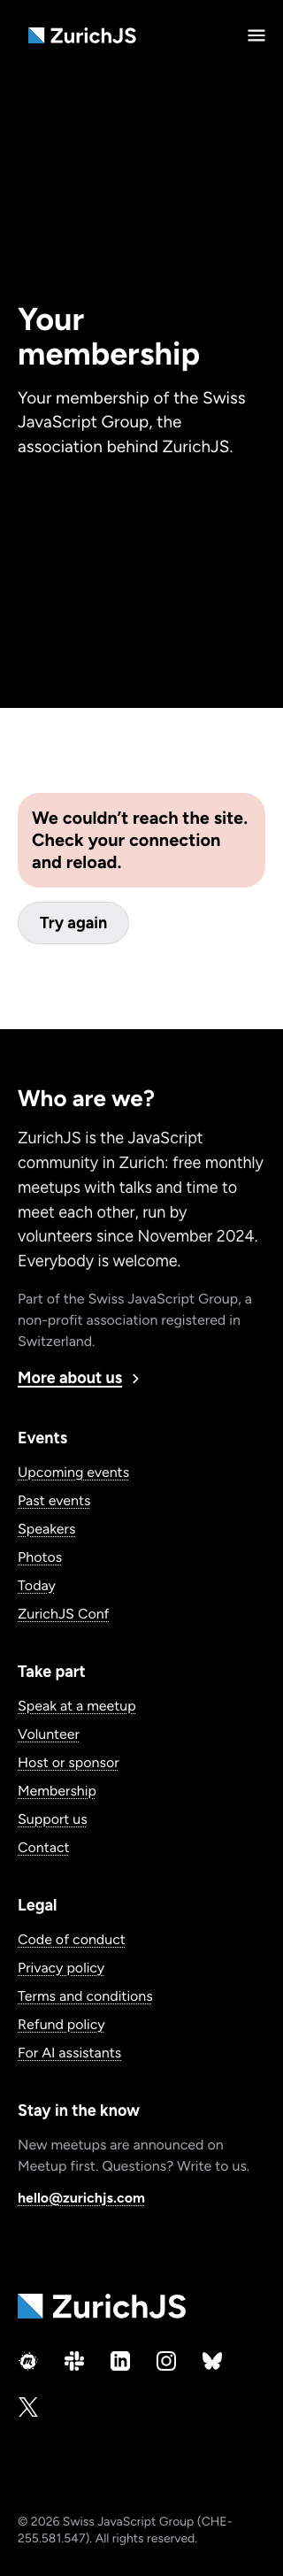 ZurichJS
Your
membership
Your membership of the Swiss
JavaScript Group, the
association behind ZurichJS.
We couldn’t reach the site.
Check your connection
and reload.
Try again
Who are we?
ZurichJS is the JavaScript
community in Zurich: free monthly
meetups with talks and time to
meet each other, run by
volunteers since November 2024.
Everybody is welcome.
Part of the Swiss JavaScript Group, a
non-profit association registered in
Switzerland.
More about us
Events
Upcoming events
Past events
Speakers
Photos
Today
ZurichJS Conf
Take part
Speak at a meetup
Volunteer
Host or sponsor
Membership
Support us
Contact
Legal
Code of conduct
Privacy policy
Terms and conditions
Refund policy
For AI assistants
Stay in the know
New meetups are announced on
Meetup first. Questions? Write to us.
hello@zurichjs.com
ZurichJS
© 2026 Swiss JavaScript Group (CHE-
255.581.547). All rights reserved.